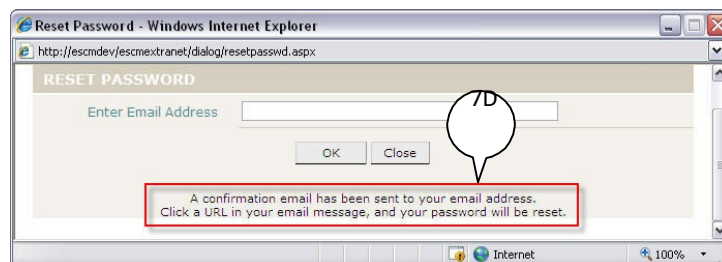 Reset Password - Windows Internet Explorer
http://escmdev/escmextranet/dialog/resetpasswd.aspx
RESET PASSWORD
Enter Email Address
7D
OK Close
A confirmation email has been sent to your email address.
Click a URL in your email message, and your password will be reset.
Internet 100%